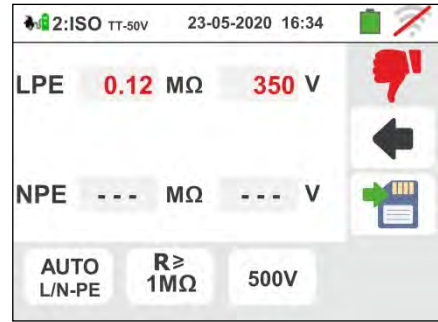 2:ISO TT-50V 23-05-2020 16:34
LPE 0.12 MΩ 350 V
NPE - - - MΩ - - - V
AUTO
L/N-PE
R≥
1MΩ
500V